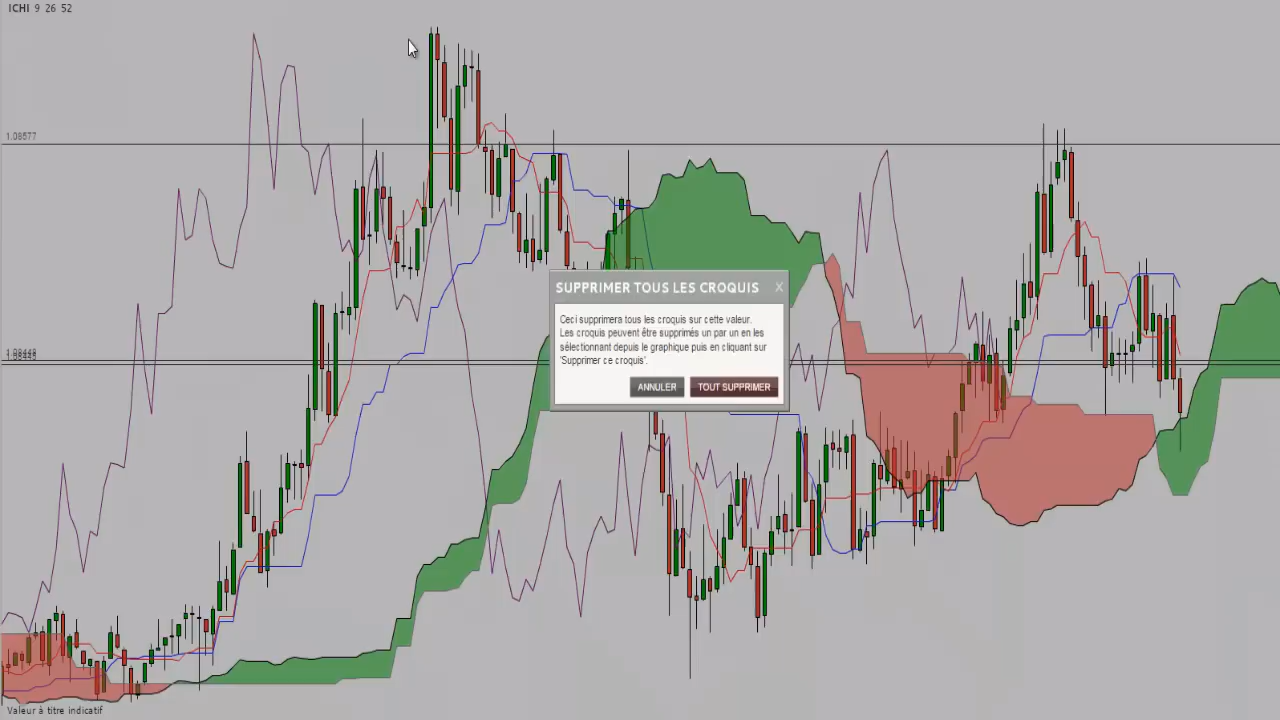 ICHI 9 26 52
1.08577
SUPPRIMER TOUS LES CROQUIS X
Ceci supprimera tous les croquis sur cette valeur.
Les croquis peuvent être supprimés un par un en les
sélectionnant depuis le graphique puis en cliquant sur
'Supprimer ce croquis'.
ANNULER TOUT SUPPRIMER
Valeur à titre indicatif